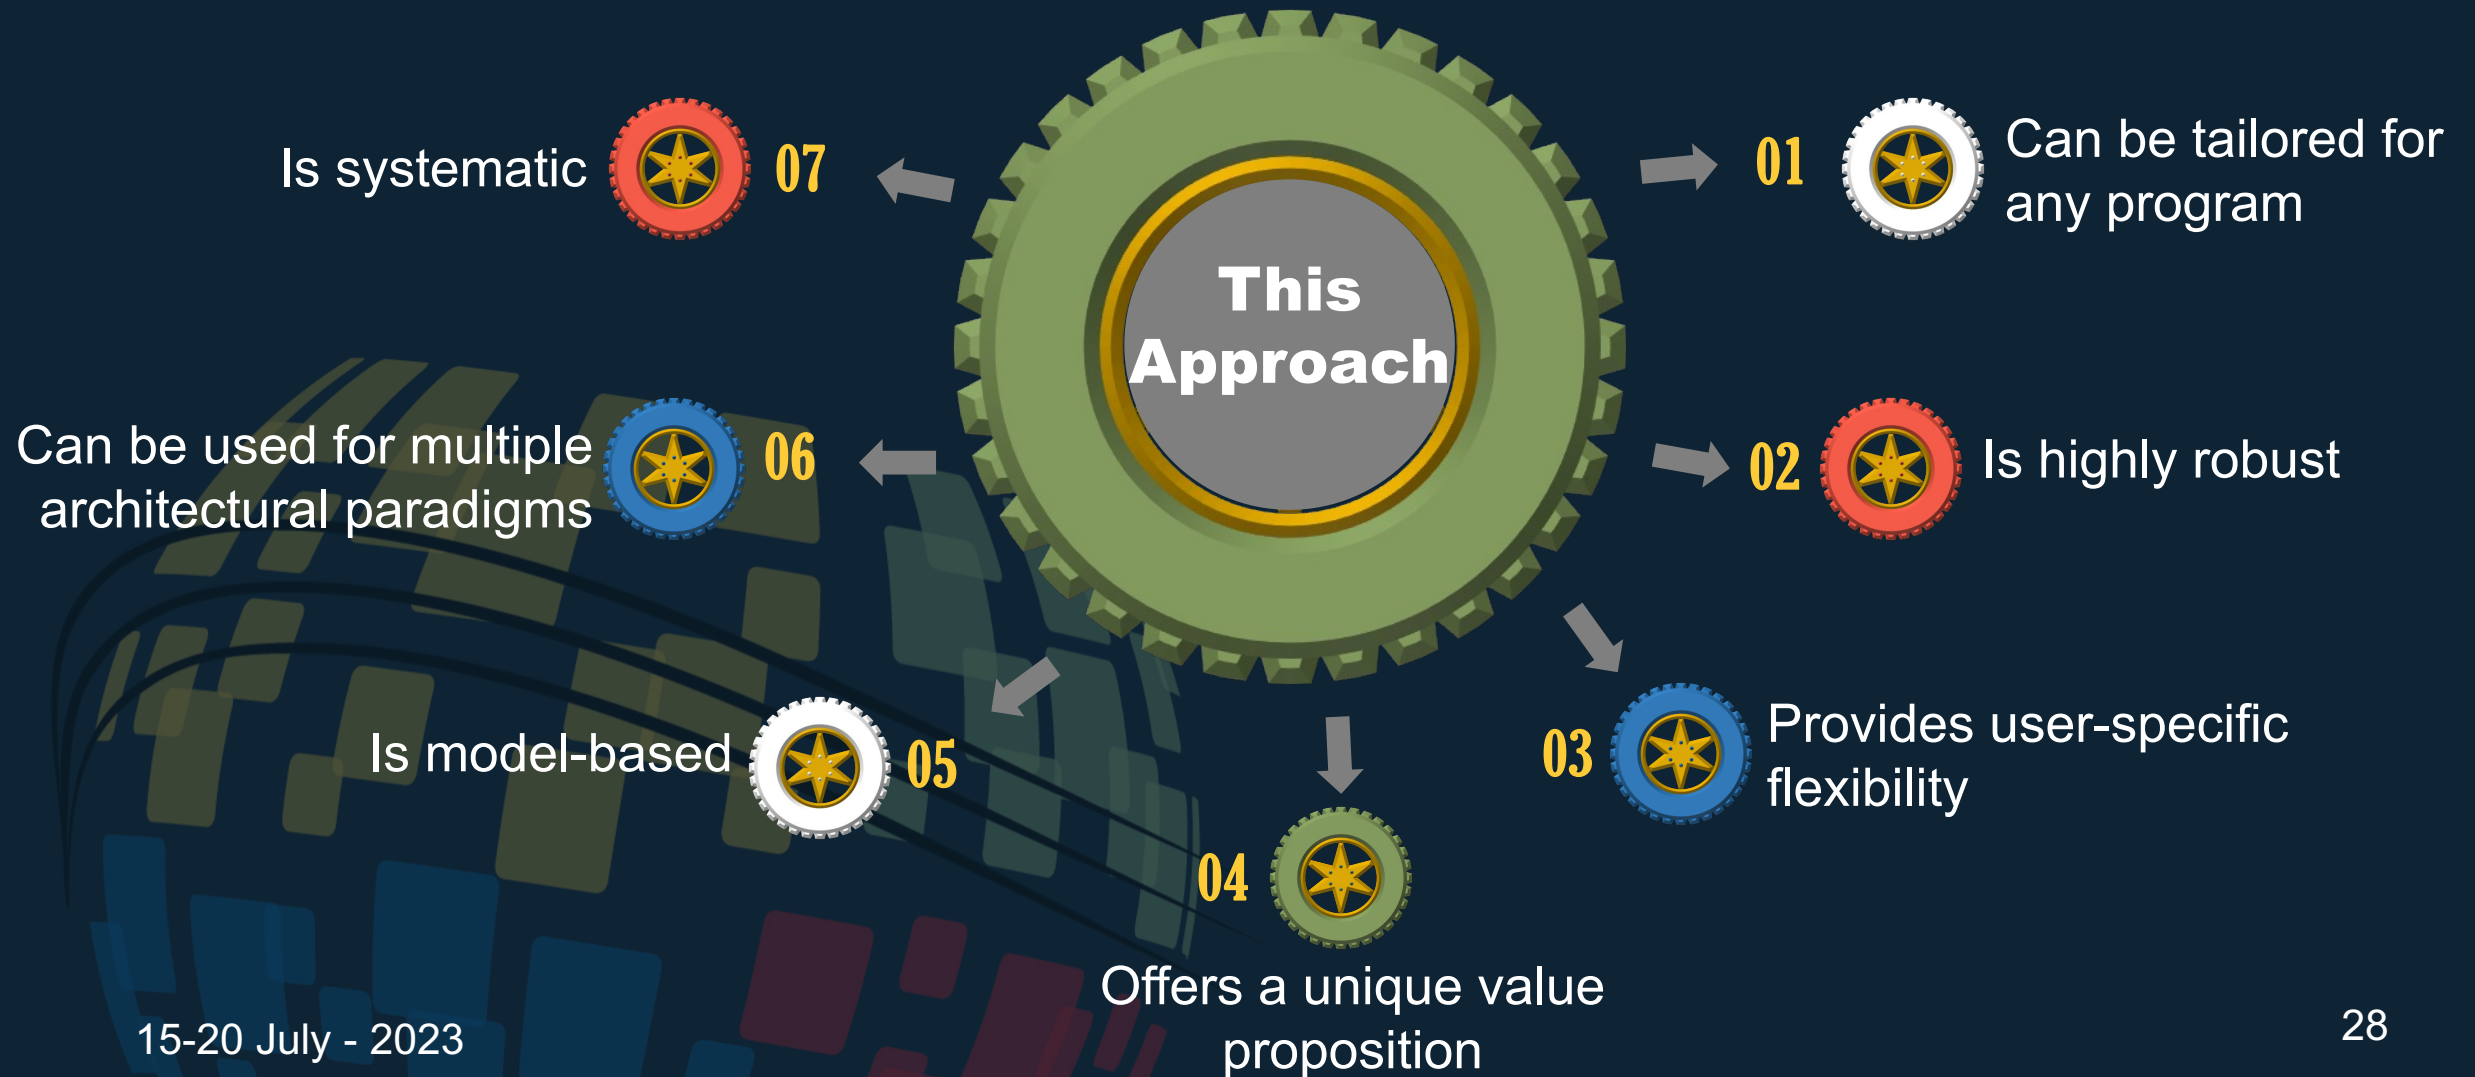 This
Approach
01
Can be tailored for
any program
02
Is highly robust
03
Provides user-specific
flexibility
04
Offers a unique value
proposition
05
Is model-based
06
Can be used for multiple
architectural paradigms
07
Is systematic
15-20 July - 2023
28